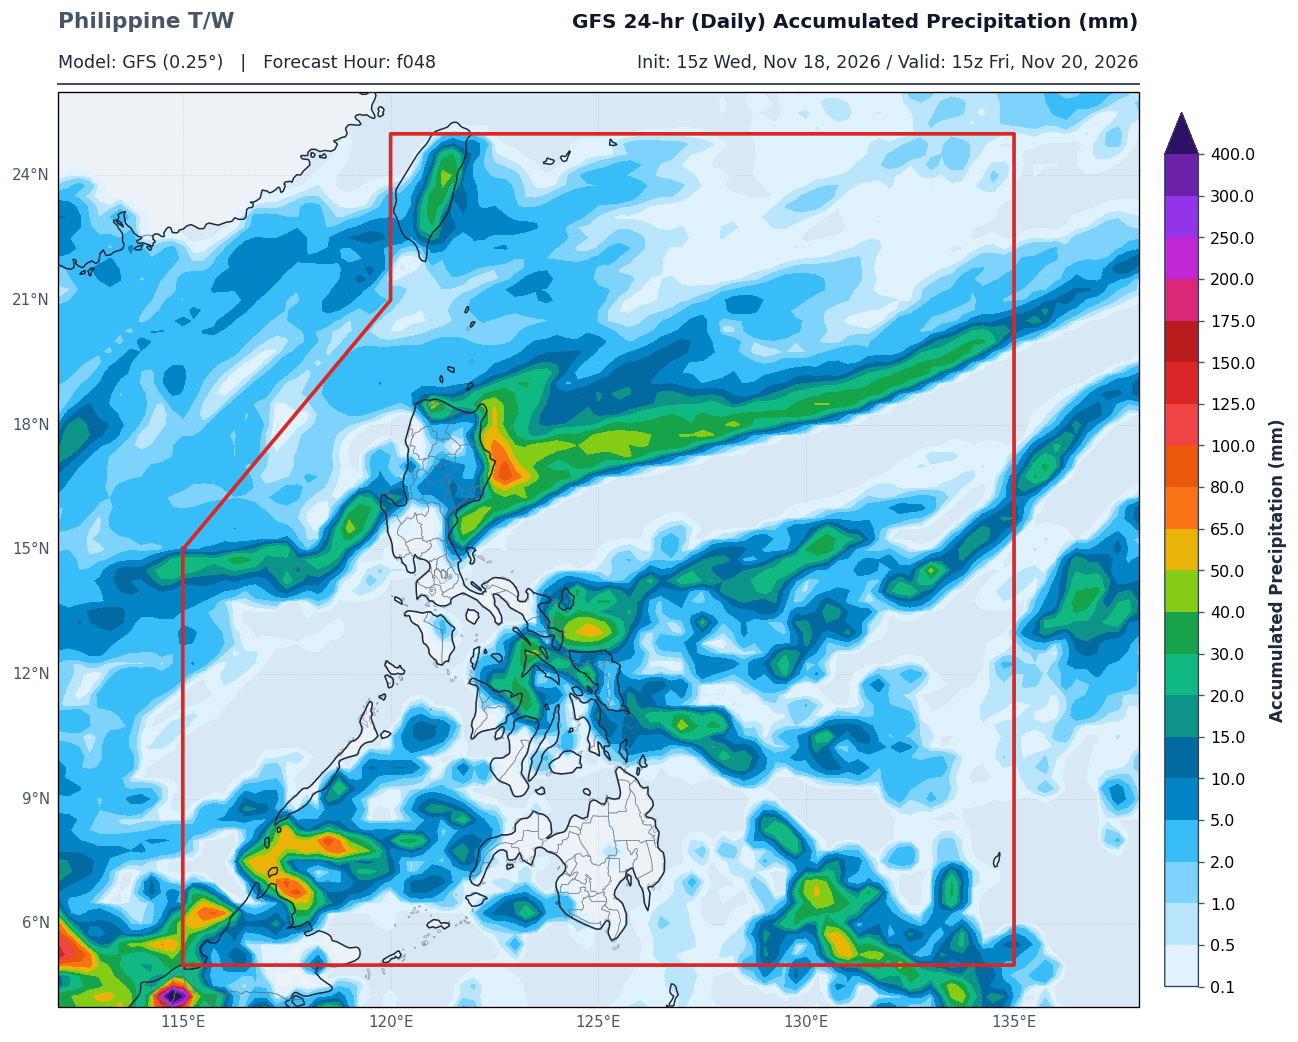 Philippine T/W
GFS 24-hr (Daily) Accumulated Precipitation (mm)
Model: GFS (0.25°) | Forecast Hour: f048
Init: 15z Wed, Nov 18, 2026 / Valid: 15z Fri, Nov 20, 2026
24°N
21°N
18°N
15°N
12°N
9°N
6°N
115°E
120°E
125°E
130°E
135°E
400.0
300.0
250.0
200.0
175.0
150.0
125.0
100.0
80.0
65.0
50.0
40.0
30.0
20.0
15.0
10.0
5.0
2.0
1.0
0.5
0.1
Accumulated Precipitation (mm)